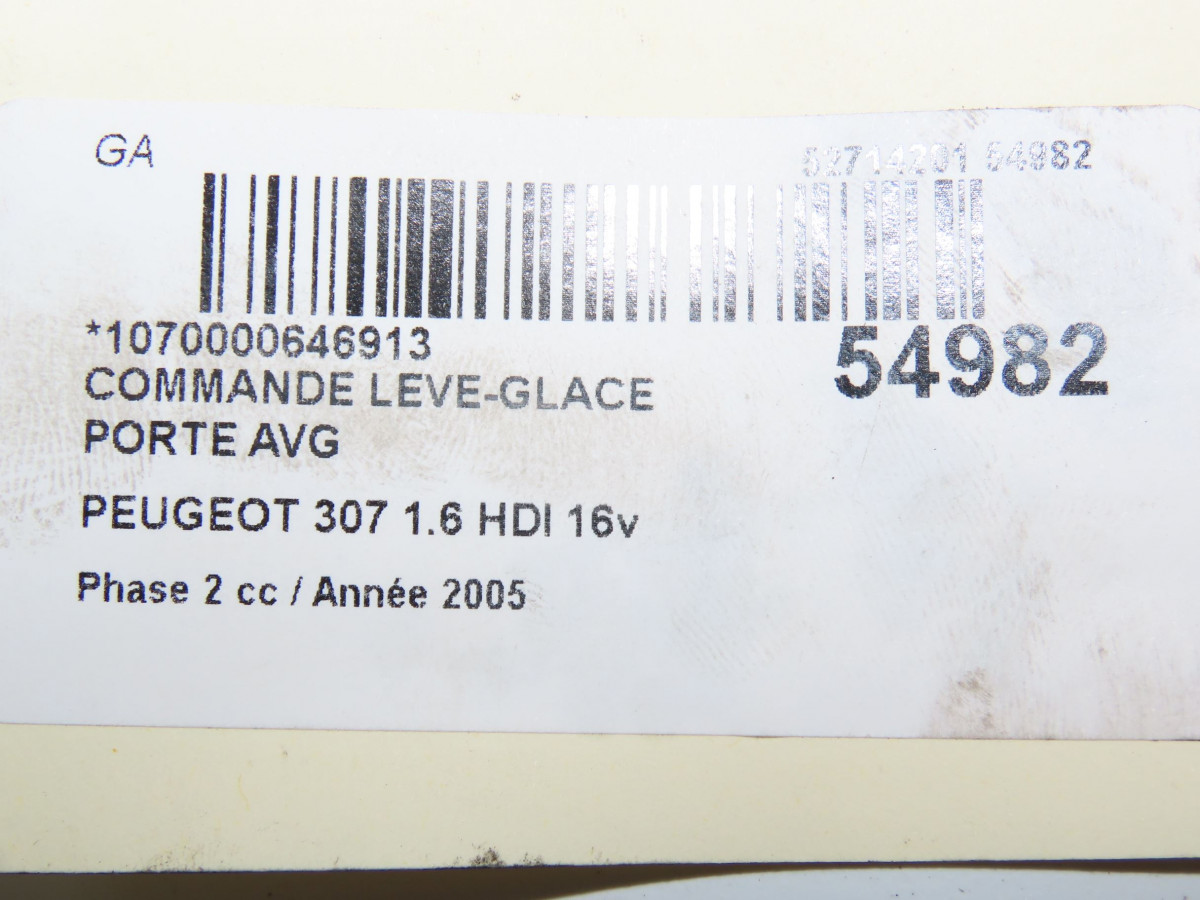 GA
52714201 54982
*1070000646913
54982
COMMANDE LEVE-GLACE
PORTE AVG
PEUGEOT 307 1.6 HDI 16v
Phase 2 cc / Année 2005